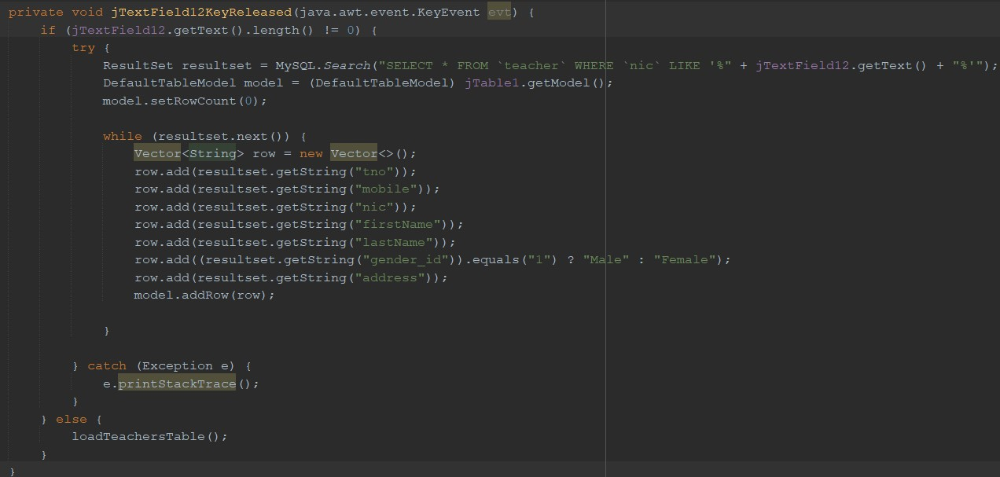 private void jTextField12KeyReleased(java.awt.event.KeyEvent evt) {
if (jTextField12.getText().length() != 0) {
try {
ResultSet resultset = MySQL.Search("SELECT * FROM `teacher` WHERE `nic` LIKE '%" + jTextField12.getText() + "%'");
DefaultTableModel model = (DefaultTableModel) jTable1.getModel();
model.setRowCount(0);
while (resultset.next()) {
Vector<String> row = new Vector<>();
row.add(resultset.getString("tno"));
row.add(resultset.getString("mobile"));
row.add(resultset.getString("nic"));
row.add(resultset.getString("firstName"));
row.add(resultset.getString("lastName"));
row.add((resultset.getString("gender_id")).equals("1") ? "Male" : "Female");
row.add(resultset.getString("address"));
model.addRow(row);
}
} catch (Exception e) {
e.printStackTrace();
}
} else {
loadTeachersTable();
}
}